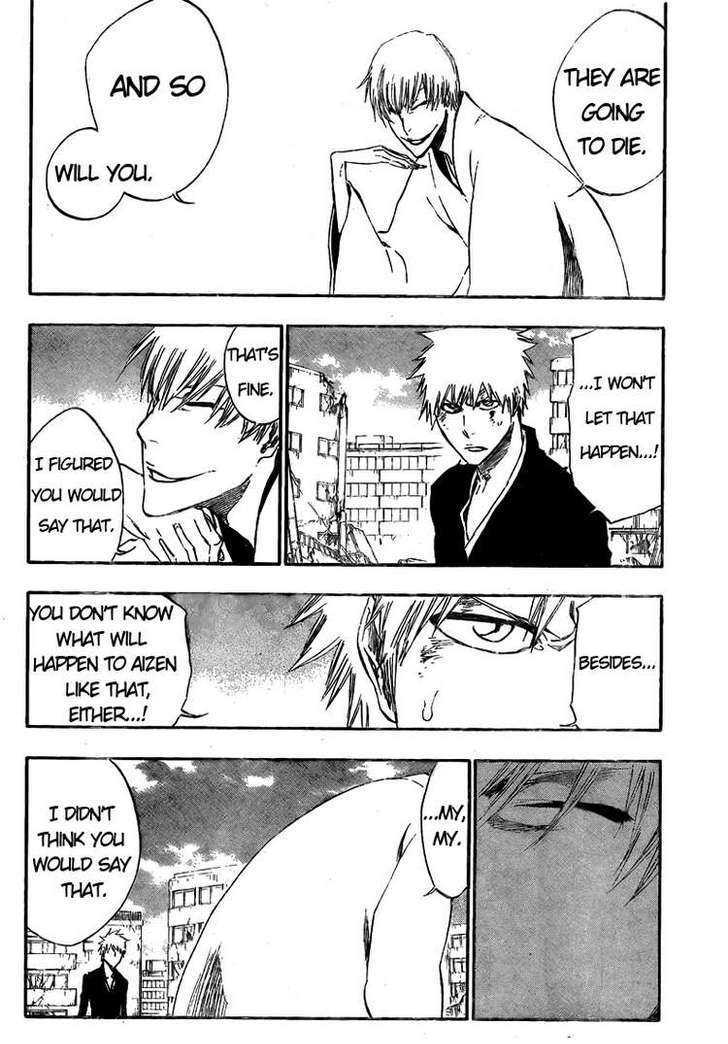 THEY ARE
GOING
TO DIE.
AND SO
WILL YOU.
...I WON'T
LET THAT
HAPPEN...!
THAT'S
FINE.
I FIGURED
YOU WOULD
SAY THAT.
BESIDES...
YOU DON'T KNOW
WHAT WILL
HAPPEN TO AIZEN
LIKE THAT,
EITHER...!
...MY,
MY.
I DIDN'T
THINK YOU
WOULD SAY
THAT.